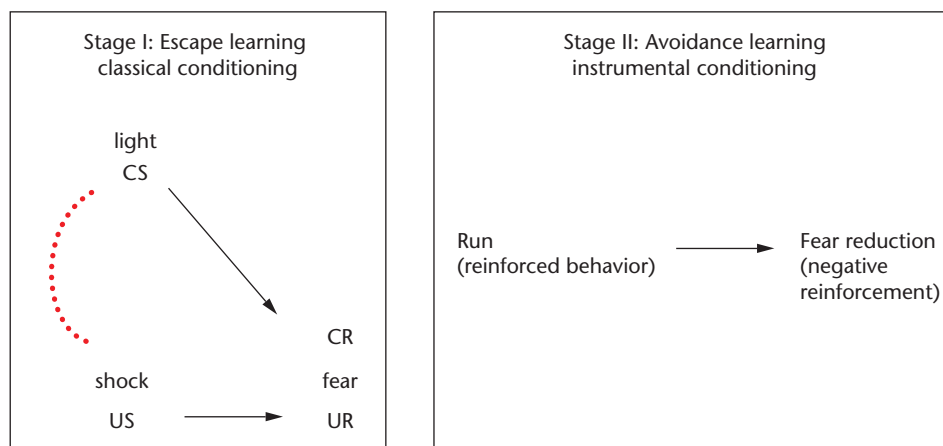 Stage I: Escape learning
classical conditioning
light
CS
CR
shock
fear
US
UR
Stage II: Avoidance learning
instrumental conditioning
Run
(reinforced behavior)
Fear reduction
(negative
reinforcement)